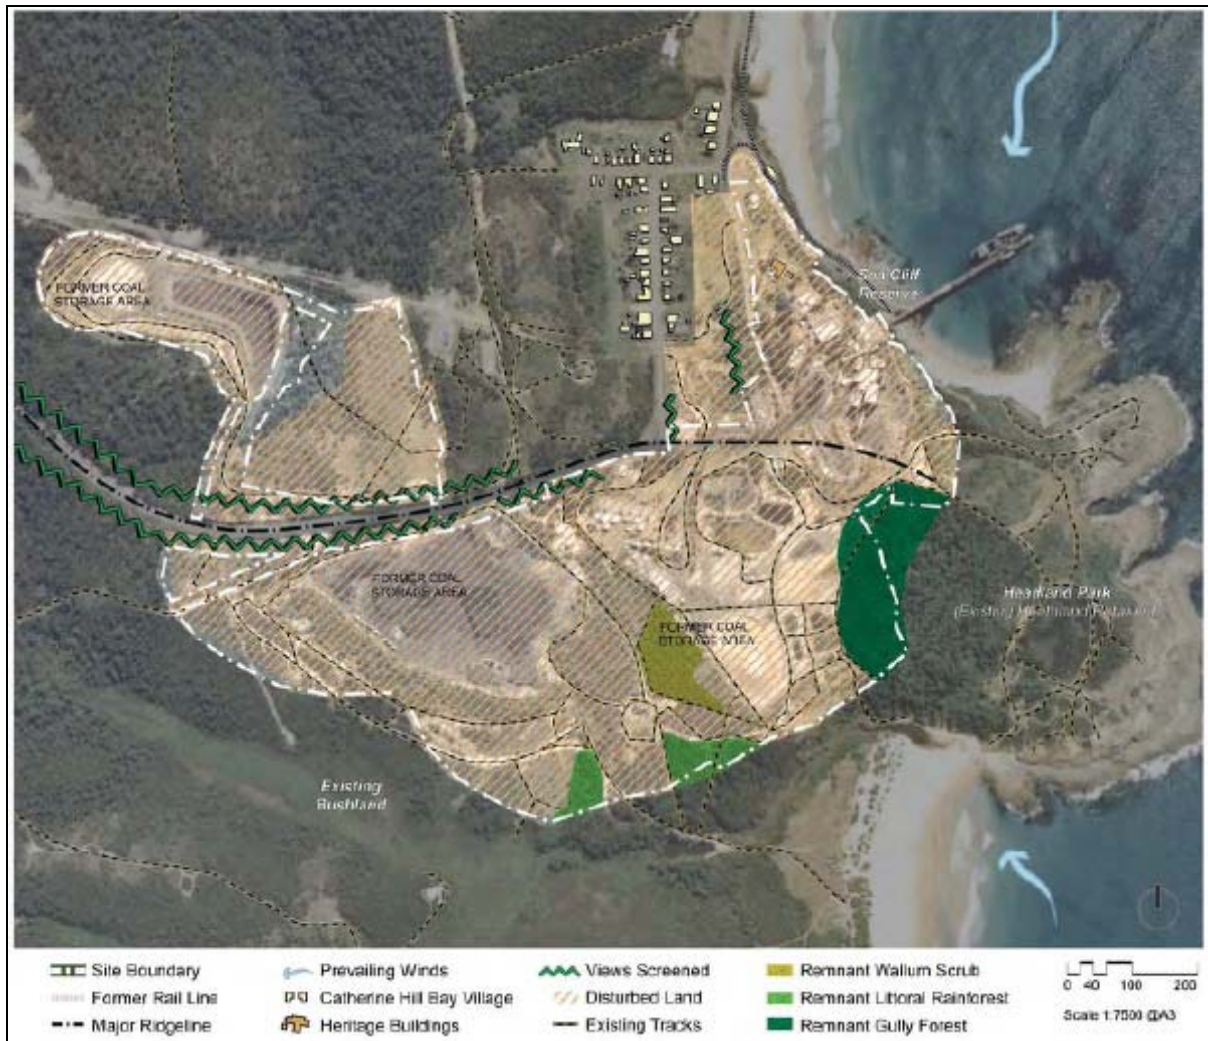 Sea Cliff
Reserve
FORMER COAL
STORAGE AREA
FORMER COAL
STORAGE AREA
Headland Park
(Existing Headland Retained)
FORMER COAL
STORAGE AREA
Existing
Bushland
Site Boundary
Former Rail Line
Major Ridgeline
Prevailing Winds
Catherine Hill Bay Village
Heritage Buildings
Views Screened
Disturbed Land
Existing Tracks
Remnant Wallum Scrub
Remnant Littoral Rainforest
Remnant Gully Forest
0 40 100 200
Scale 1:7500 @A3